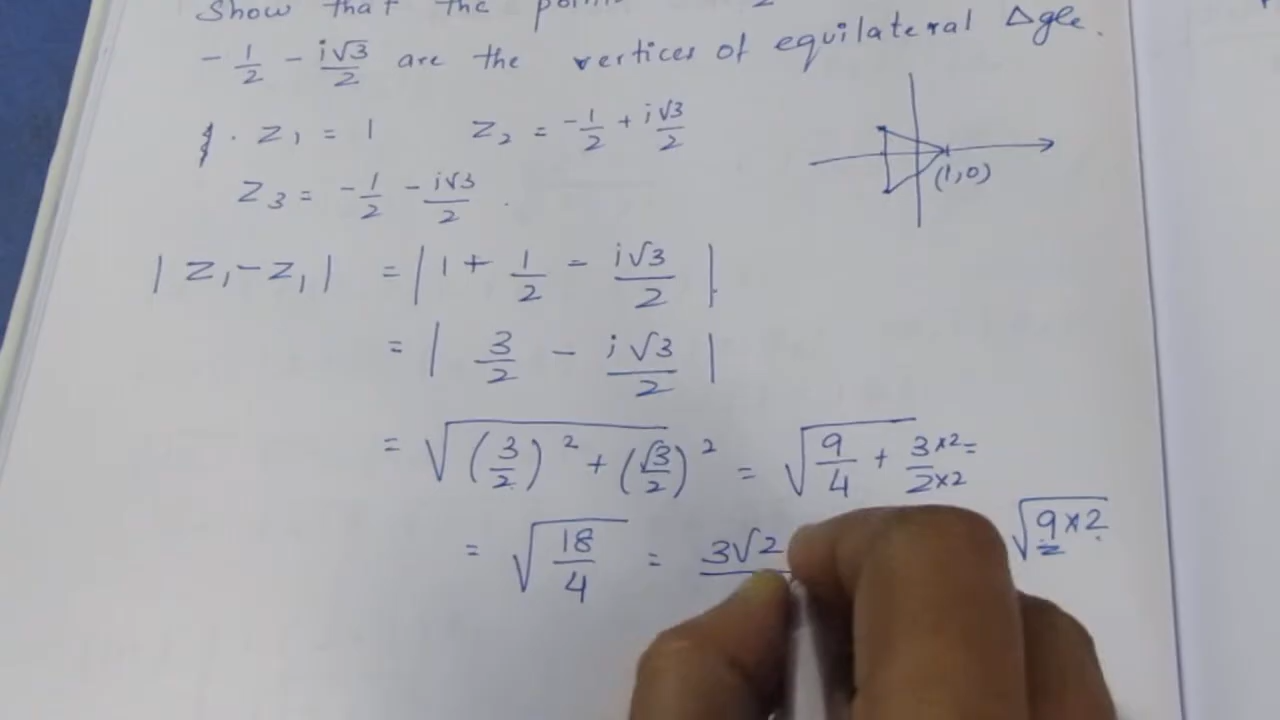 Show that the points
-1/2 - i√3/2 are the vertices of equilateral Δgle.
z₁ = 1 z₂ = -1/2 + i√3/2
z₃ = -1/2 - i√3/2 .
(1,0)
|z₁-z₁| = |1 + 1/2 - i√3/2|
= |3/2 - i√3/2|
= √(3/2)² + (√3/2)² = √9/4 + 3×2/2×2 =
= √18/4 = 3√2
√9×2